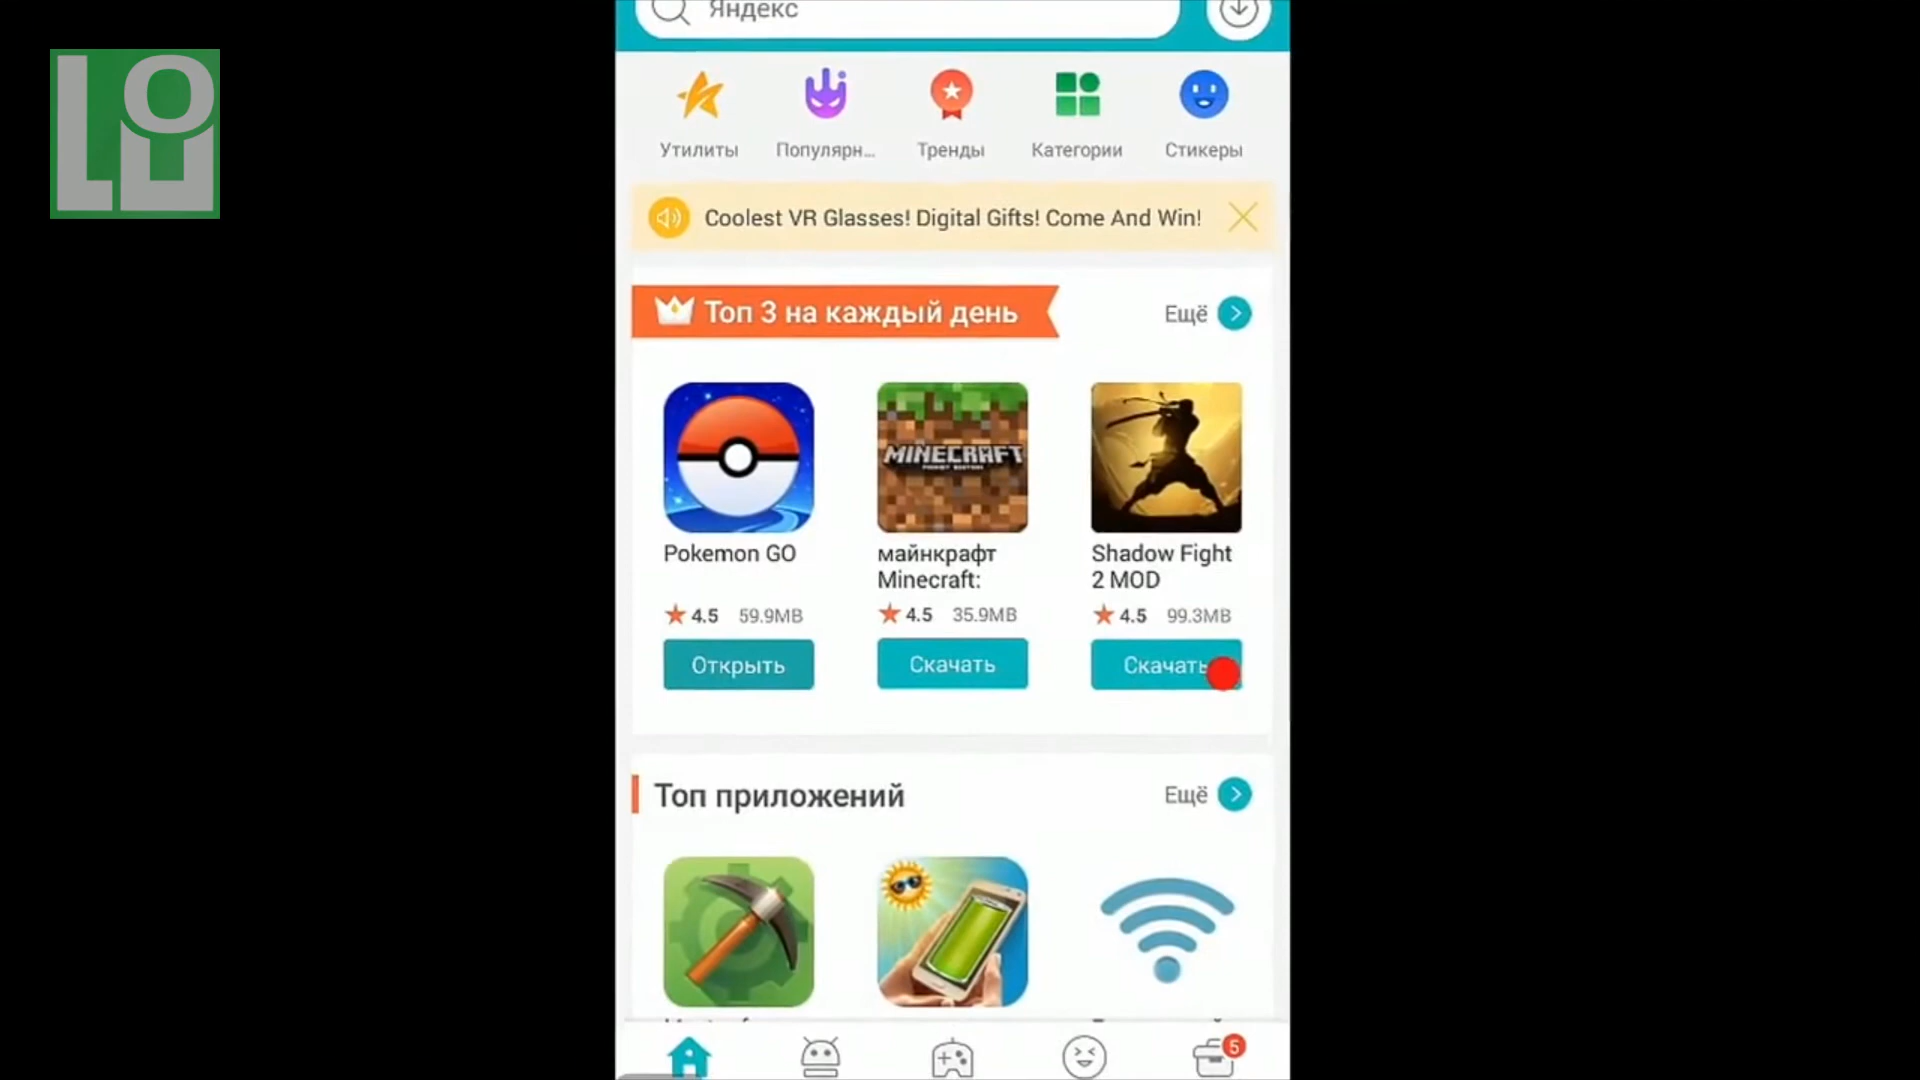 Яндекс
Утилиты
Популярн...
Тренды
Категории
Стикеры
Coolest VR Glasses! Digital Gifts! Come And Win!
Топ 3 на каждый день
Ещё
MINECRAFT
Pokemon GO
майнкрафт
Minecraft:
Shadow Fight
2 MOD
4.5 59.9MB
4.5 35.9MB
4.5 99.3MB
Открыть
Скачать
Скачать
Топ приложений
Ещё
5